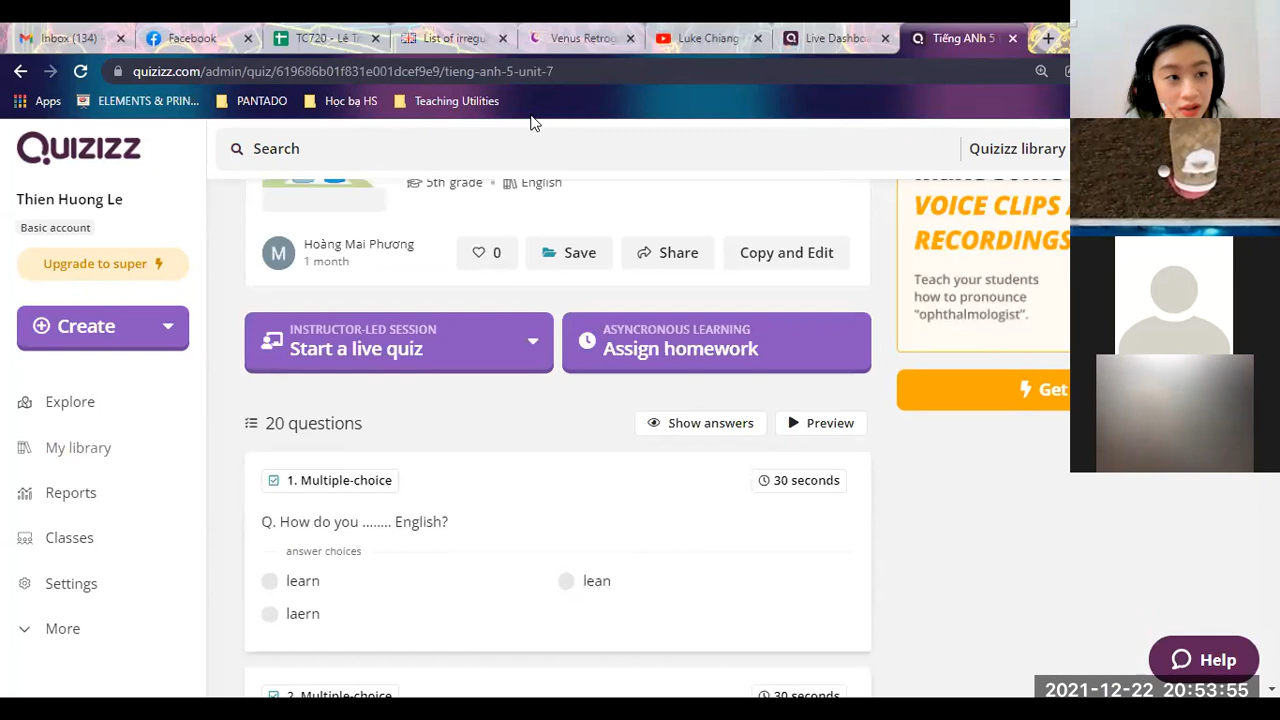 Inbox (134)
Facebook
TC720 - Lê T
List of irregu
Venus Retrog
Luke Chiang
Live Dashbo
Tiếng ANh 5
quizizz.com/admin/quiz/619686b01f831e001dcef9e9/tieng-anh-5-unit-7
Apps
ELEMENTS & PRIN...
PANTADO
Học bạ HS
Teaching Utilities
QUIZIZZ
Search
Quizizz library
Thien Huong Le
Basic account
Upgrade to super
Create
Explore
My library
Reports
Classes
Settings
More
5th grade
English
M
Hoàng Mai Phương
1 month
0
Save
Share
Copy and Edit
INSTRUCTOR-LED SESSION
Start a live quiz
ASYNCRONOUS LEARNING
Assign homework
20 questions
Show answers
Preview
1. Multiple-choice
30 seconds
Q. How do you ........ English?
answer choices
learn
lean
laern
2. Multiple-choice
30 seconds
VOICE CLIPS
RECORDINGS
Teach your students
how to pronounce
“ophthalmologist”.
Get
Help
2021-12-22 20:53:55